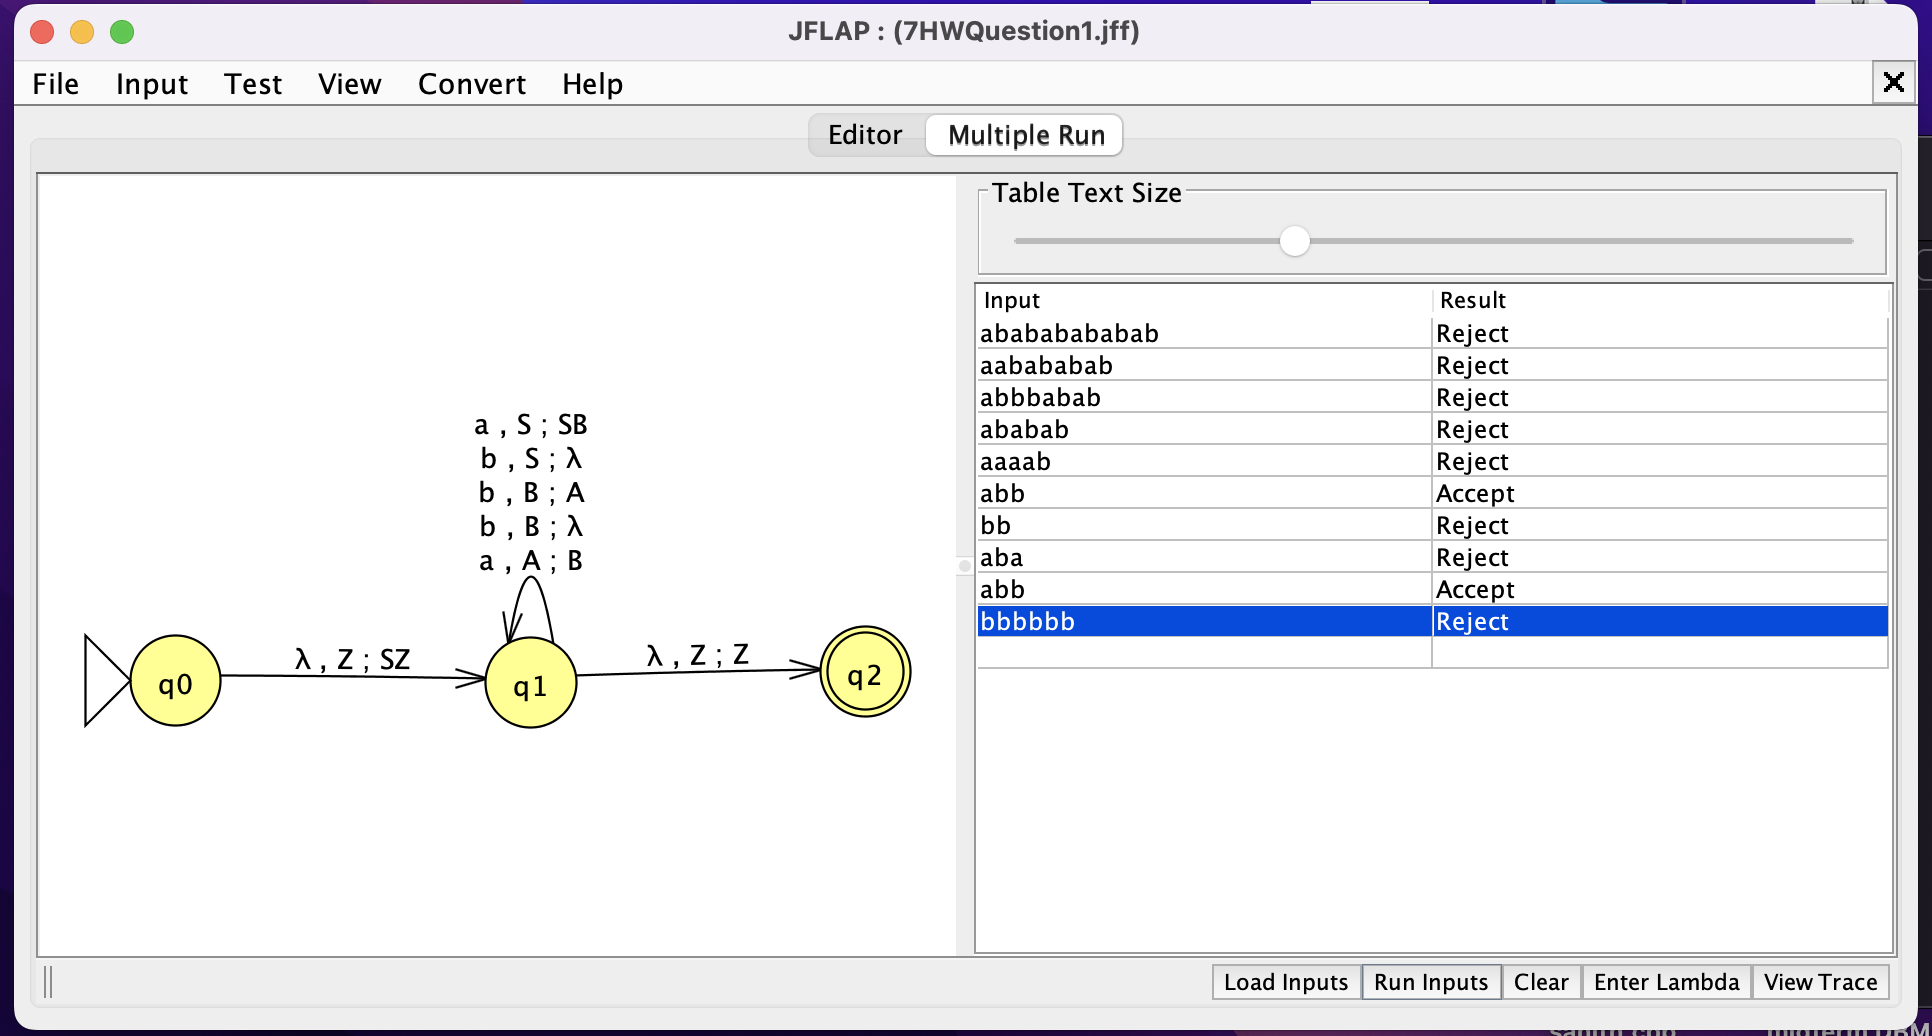 JFLAP : (7HWQuestion1.jff)
File Input Test View Convert Help
Editor Multiple Run
Table Text Size
Input Result
abababababab Reject
aabababab Reject
abbbabab Reject
ababab Reject
aaaab Reject
abb Accept
bb Reject
aba Reject
abb Accept
bbbbbb Reject
a , S ; SB
b , S ; λ
b , B ; A
b , B ; λ
a , A ; B
λ , Z ; SZ
λ , Z ; Z
q0
q1
q2
Load Inputs Run Inputs Clear Enter Lambda View Trace